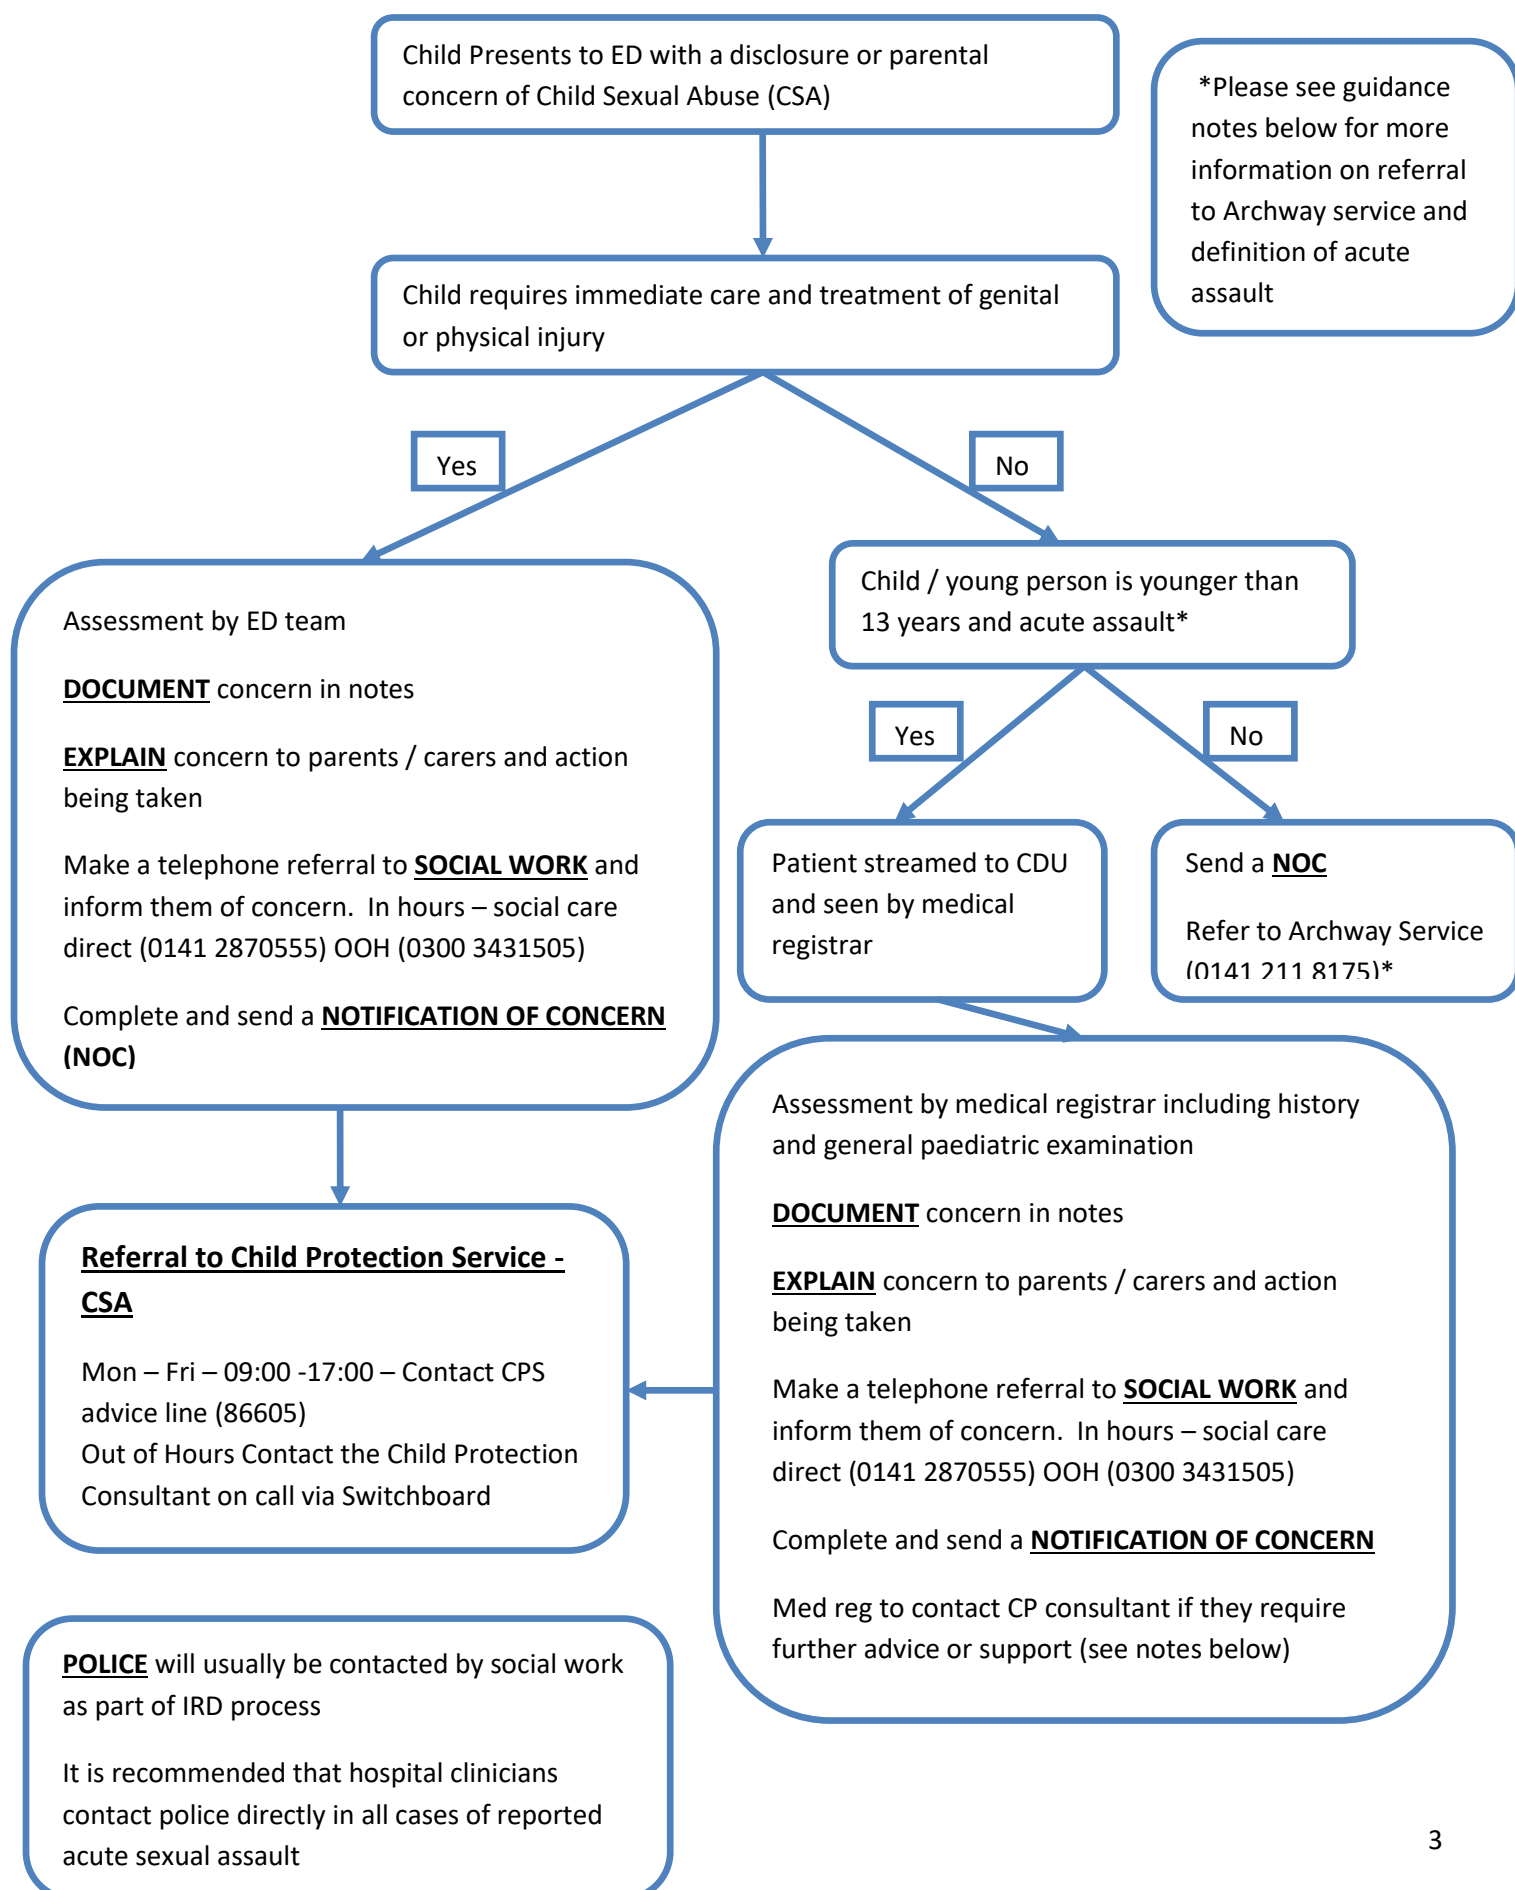 Child Presents to ED with a disclosure or parental
concern of Child Sexual Abuse (CSA)
*Please see guidance
notes below for more
information on referral
to Archway service and
definition of acute
assault
Child requires immediate care and treatment of genital
or physical injury
Yes
No
Assessment by ED team
DOCUMENT concern in notes
EXPLAIN concern to parents / carers and action
being taken
Make a telephone referral to SOCIAL WORK and
inform them of concern.  In hours – social care
direct (0141 2870555) OOH (0300 3431505)
Complete and send a NOTIFICATION OF CONCERN
(NOC)
Child / young person is younger than
13 years and acute assault*
Yes
No
Patient streamed to CDU
and seen by medical
registrar
Send a NOC
Refer to Archway Service
(0141 211 8175)*
Assessment by medical registrar including history
and general paediatric examination
DOCUMENT concern in notes
EXPLAIN concern to parents / carers and action
being taken
Make a telephone referral to SOCIAL WORK and
inform them of concern.  In hours – social care
direct (0141 2870555) OOH (0300 3431505)
Complete and send a NOTIFICATION OF CONCERN
Med reg to contact CP consultant if they require
further advice or support (see notes below)
Referral to Child Protection Service -
CSA
Mon – Fri – 09:00 -17:00 – Contact CPS
advice line (86605)
Out of Hours Contact the Child Protection
Consultant on call via Switchboard
POLICE will usually be contacted by social work
as part of IRD process
It is recommended that hospital clinicians
contact police directly in all cases of reported
acute sexual assault
3